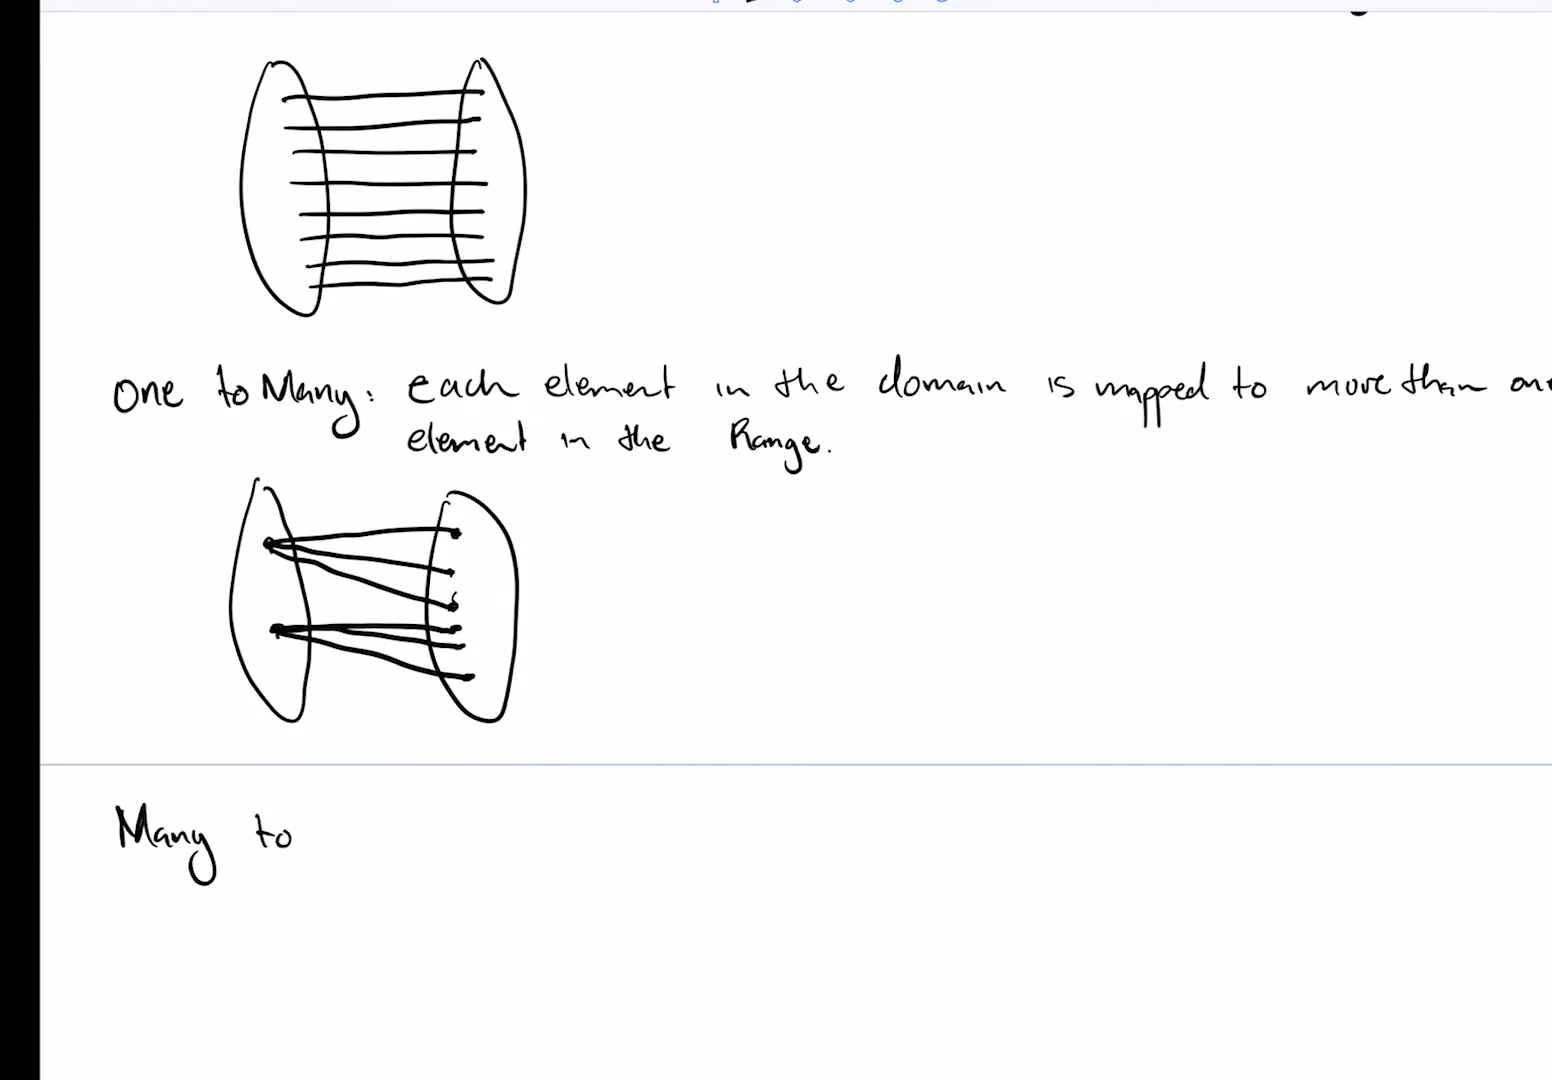 One to Many: each element in the domain is mapped to more than
element in the Range.
Many to